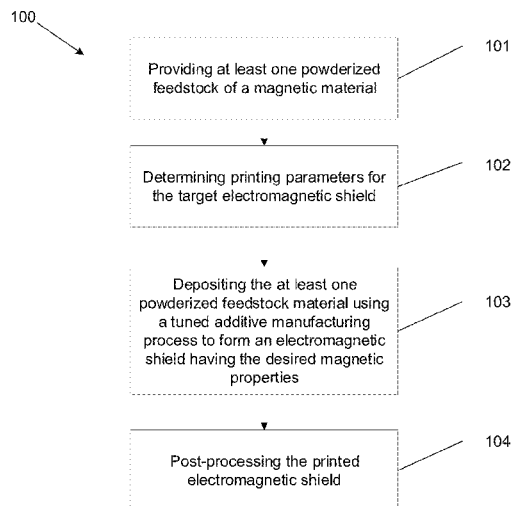 100
101
Providing at least one powderized
feedstock of a magnetic material
102
Determining printing parameters for
the target electromagnetic shield
Depositing the at least one
powderized feedstock material using
a tuned additive manufacturing
process to form an electromagnetic
shield having the desired magnetic
properties
103
Post-processing the printed
electromagnetic shield
104